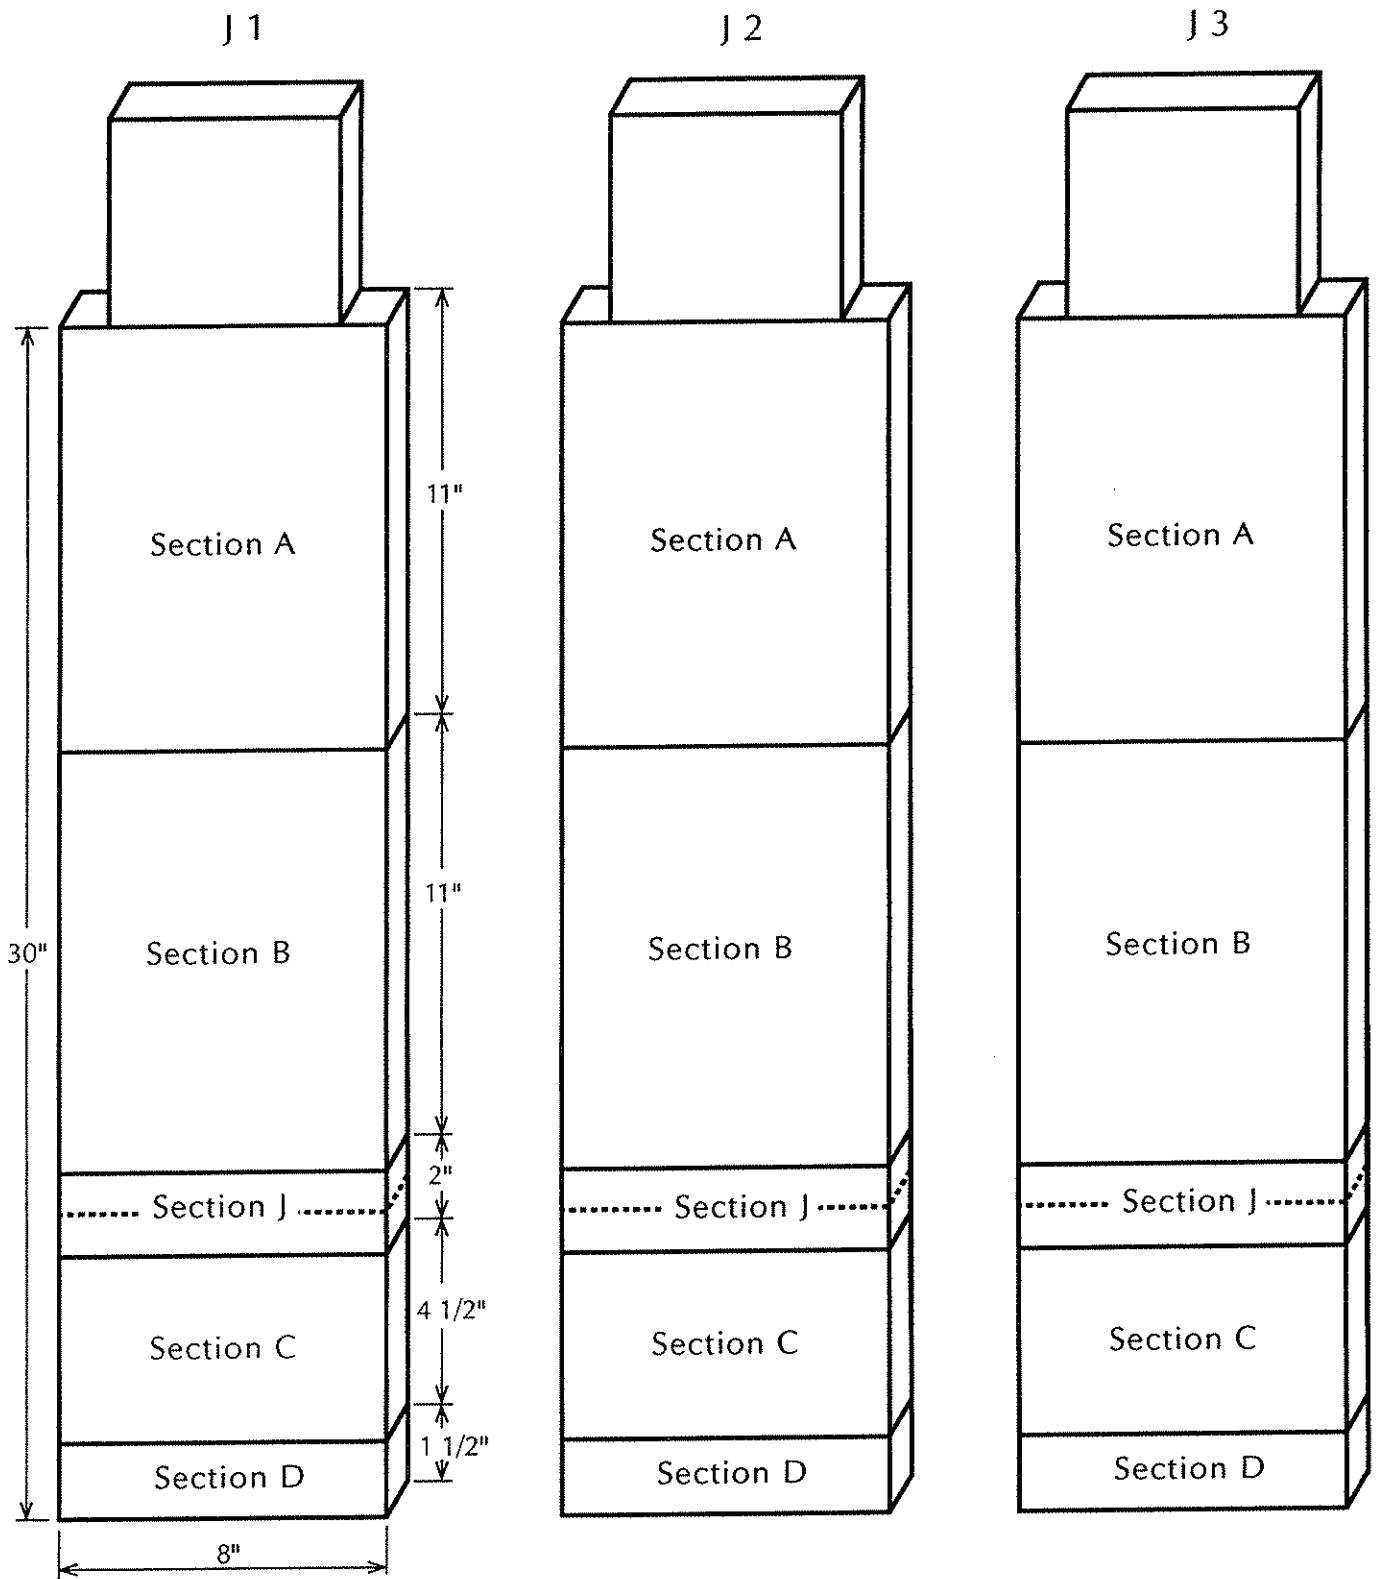 J 1
J 2
J 3
11"
Section A
Section A
Section A
11"
30"
Section B
Section B
Section B
2"
Section J
Section J
Section J
4 1/2"
Section C
Section C
Section C
1 1/2"
Section D
Section D
Section D
8"